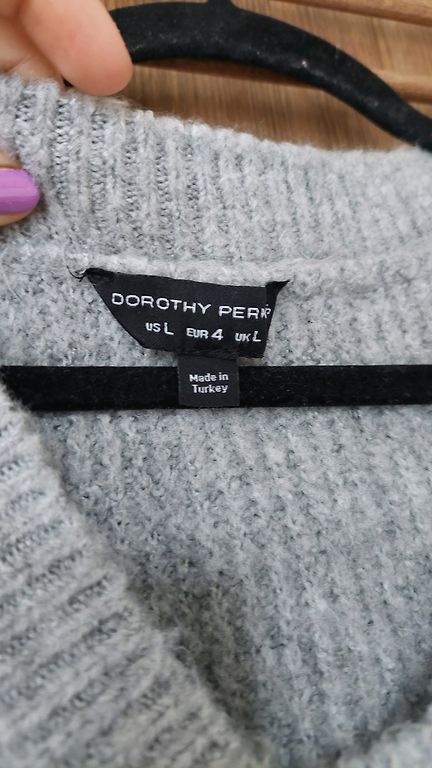 DOROTHY PERK
US L EUR 4 UK L
Made in
Turkey